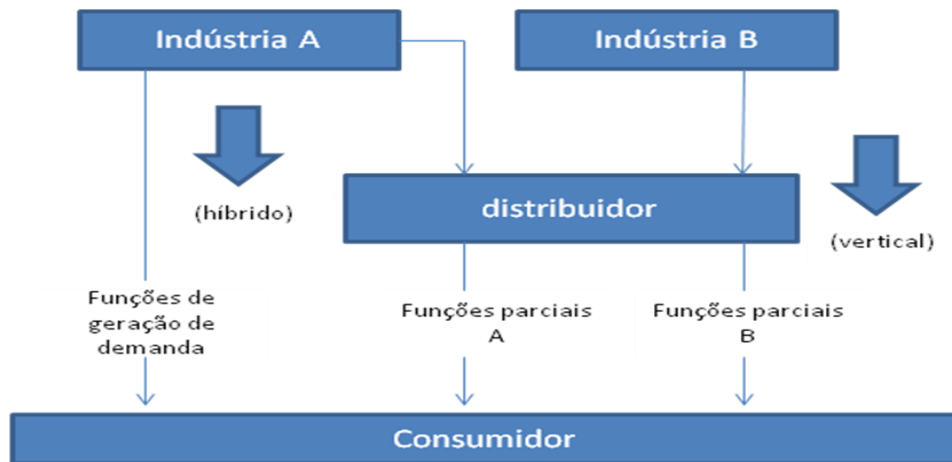 Indústria A
Indústria B
distribuidor
(híbrido)
(vertical)
Funções de
geração de
demanda
Funções parciais
A
Funções parciais
B
Consumidor